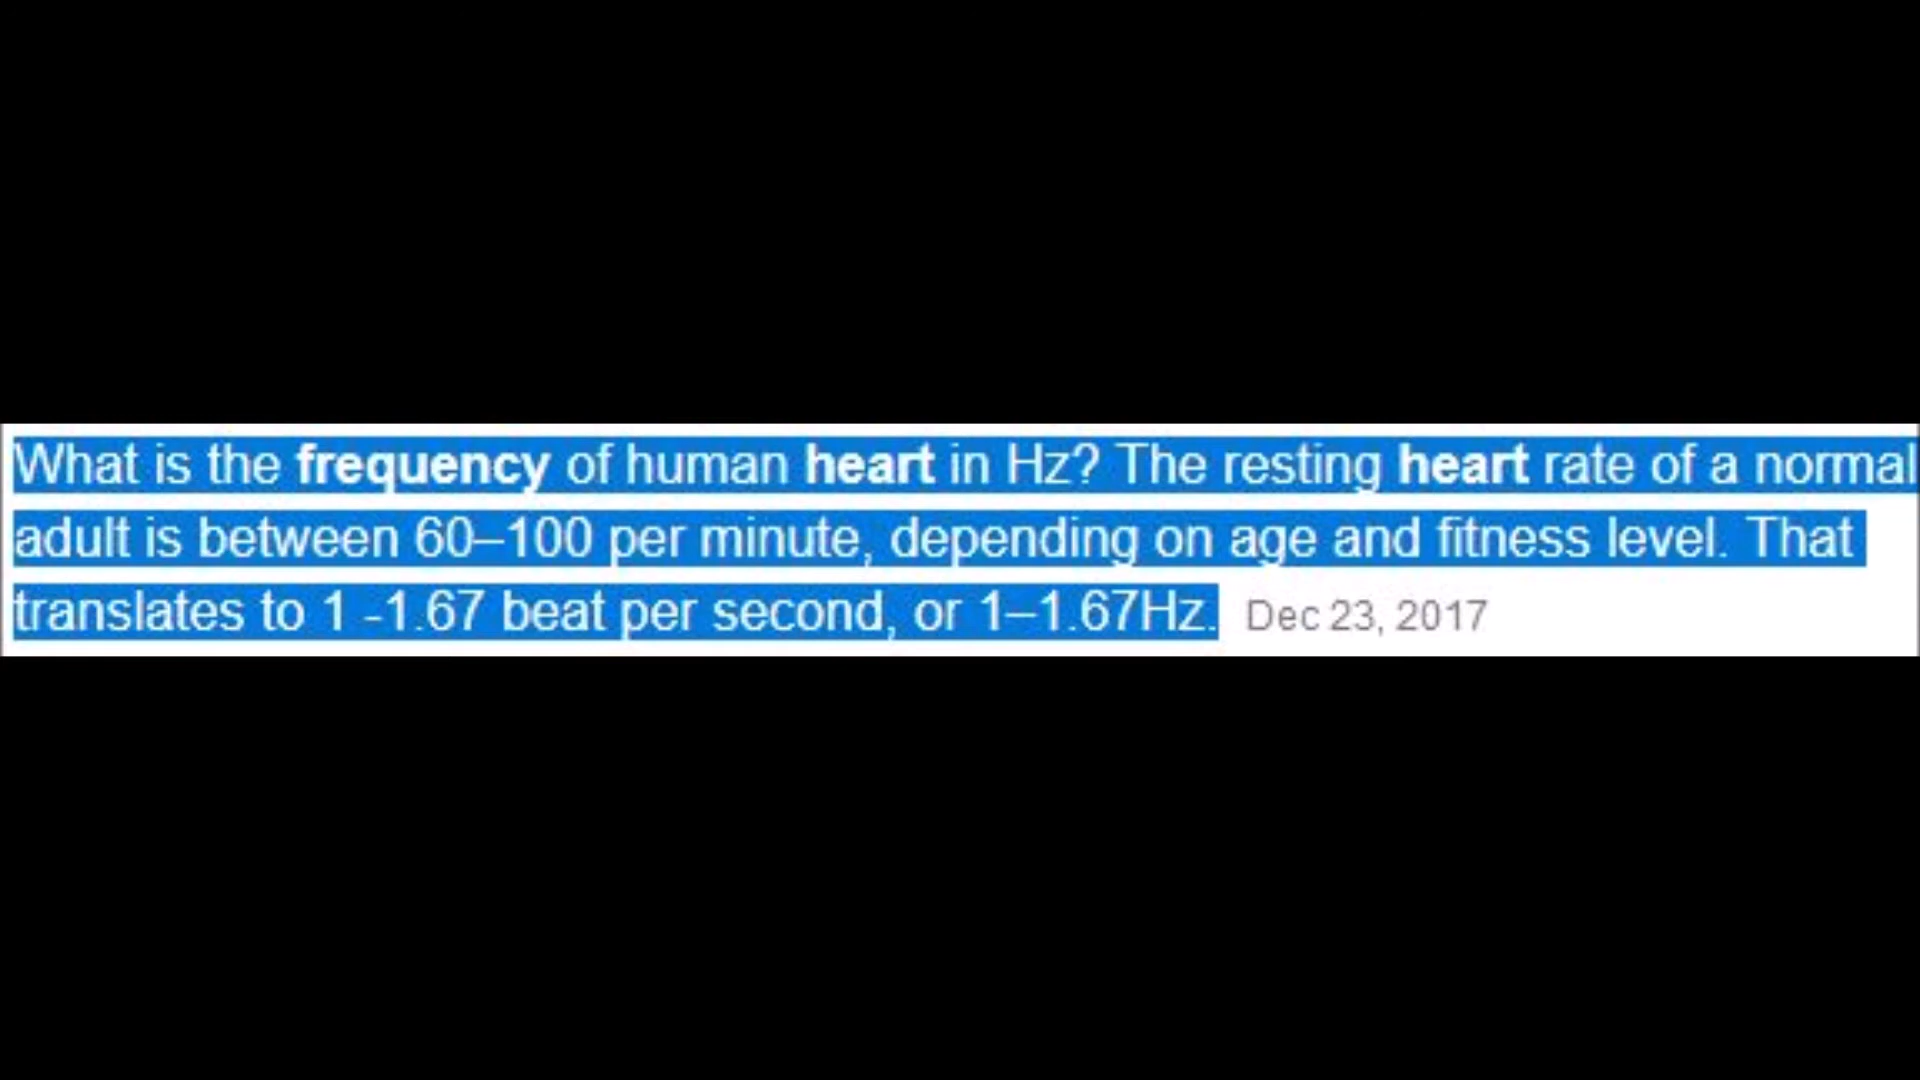 What is the frequency of human heart in Hz? The resting heart rate of a normal
adult is between 60–100 per minute, depending on age and fitness level. That
translates to 1 -1.67 beat per second, or 1–1.67Hz. Dec 23, 2017